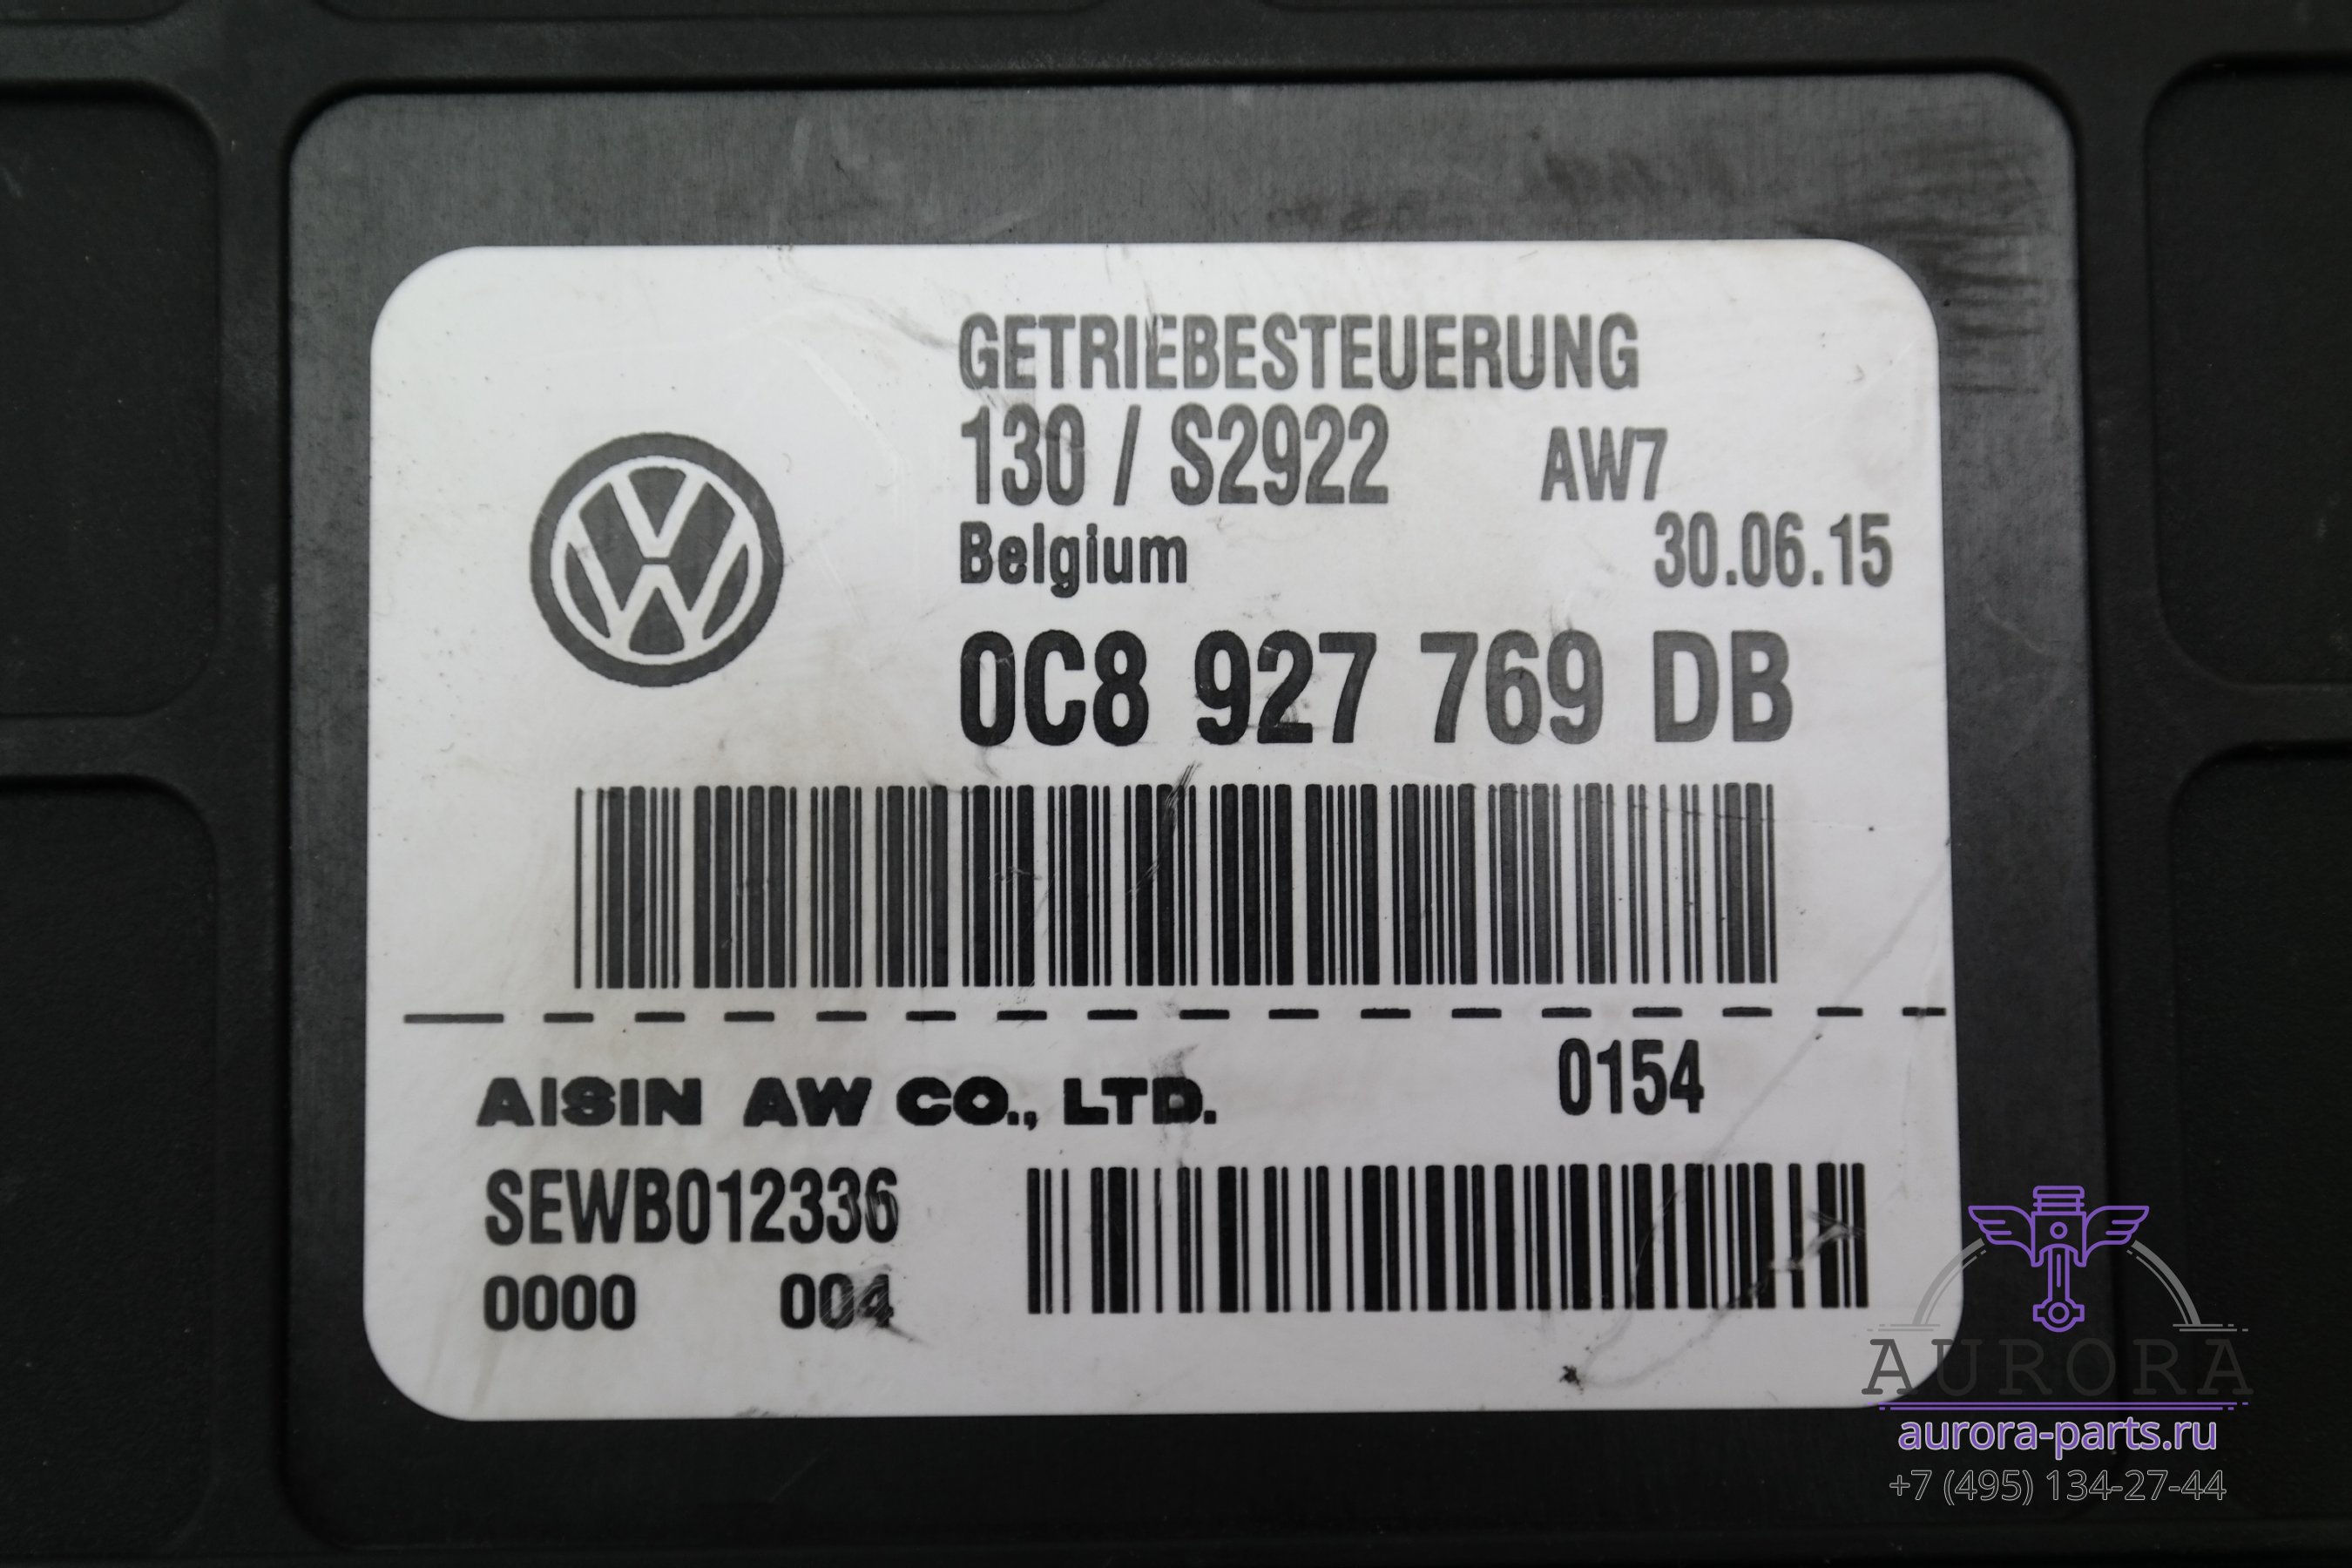 GETRIEBESTEUERUNG
130 / S2922 AW7
Belgium 30.06.15
0C8 927 769 DB
0154
AISIN AW CO., LTD.
SEWB012336
0000 004
AURORA
aurora-parts.ru
+7 (495) 134-27-44